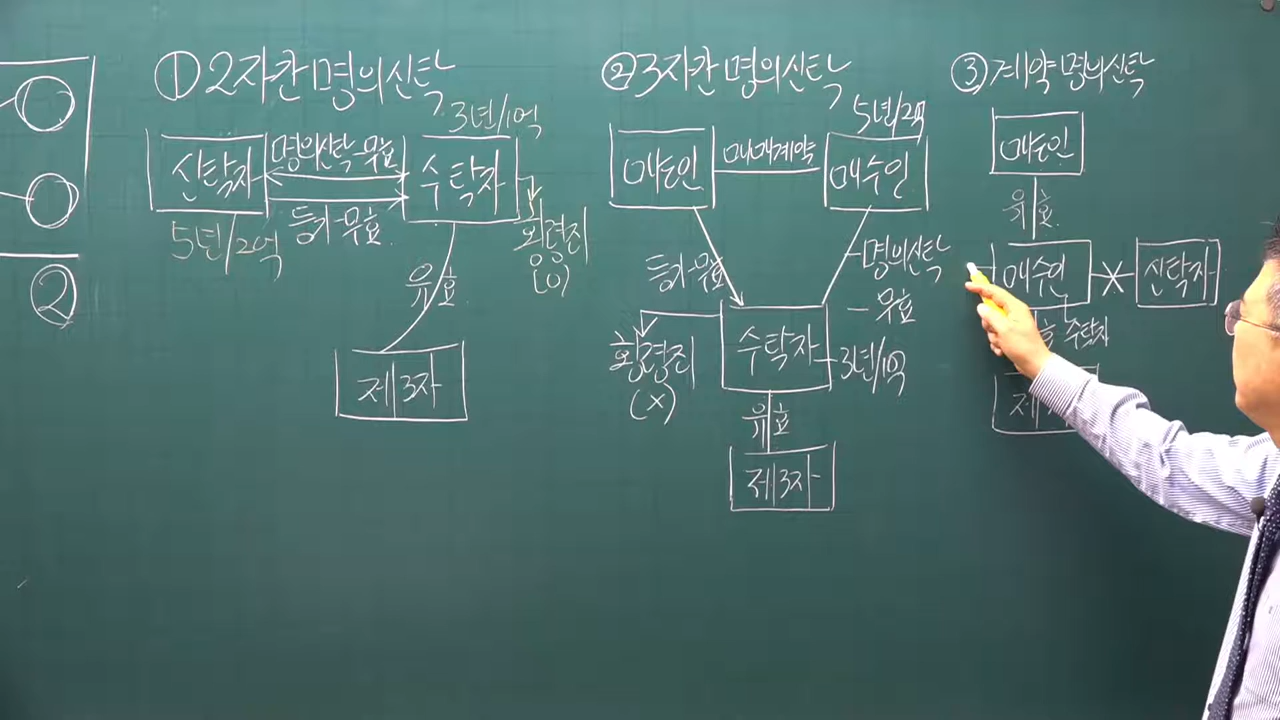 ② 
①2자간명의신탁
3년/1억
신탁자
명의신탁-무효
수탁자
등기-무효
5년/2억
횡령죄
(o)
유효
제3자
②3자간명의신탁
5년/2억
매도인
매매계약
매수인
등기-무효
명의신탁
-무효
횡령죄
(x)
수탁자
3년/1억
유효
제3자
③계약명의신탁
매도인
유효
매수인
신탁자
효
수탁자
제